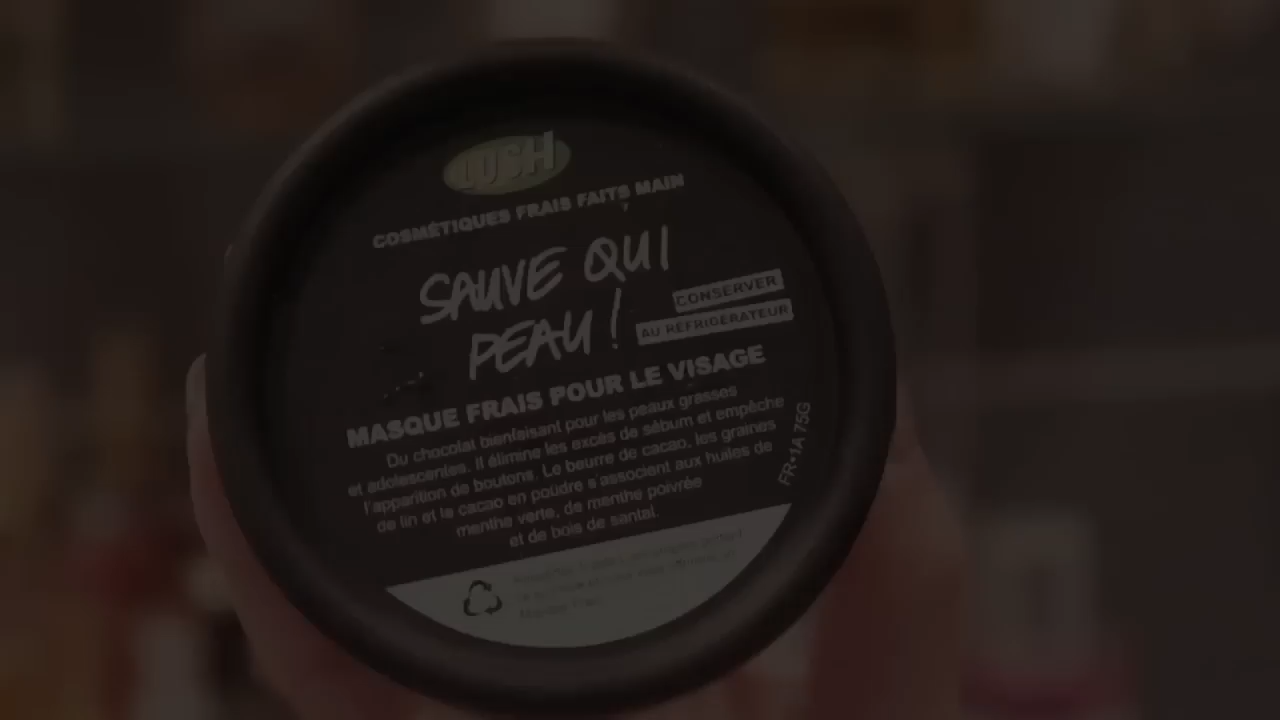 LUSH
COSMÉTIQUES FRAIS FAITS MAIN
SAUVE QUI
PEAU !
CONSERVER
AU RÉFRIGÉRATEUR
MASQUE FRAIS POUR LE VISAGE
Du chocolat bienfaisant pour les peaux grasses
et adolescentes. Il élimine les excès de sébum et empêche
l'apparition de boutons. Le beurre de cacao, les graines
de lin et le cacao en poudre s'associent aux huiles de
menthe verte, de menthe poivrée
et de bois de santal.
FR•1A 75G